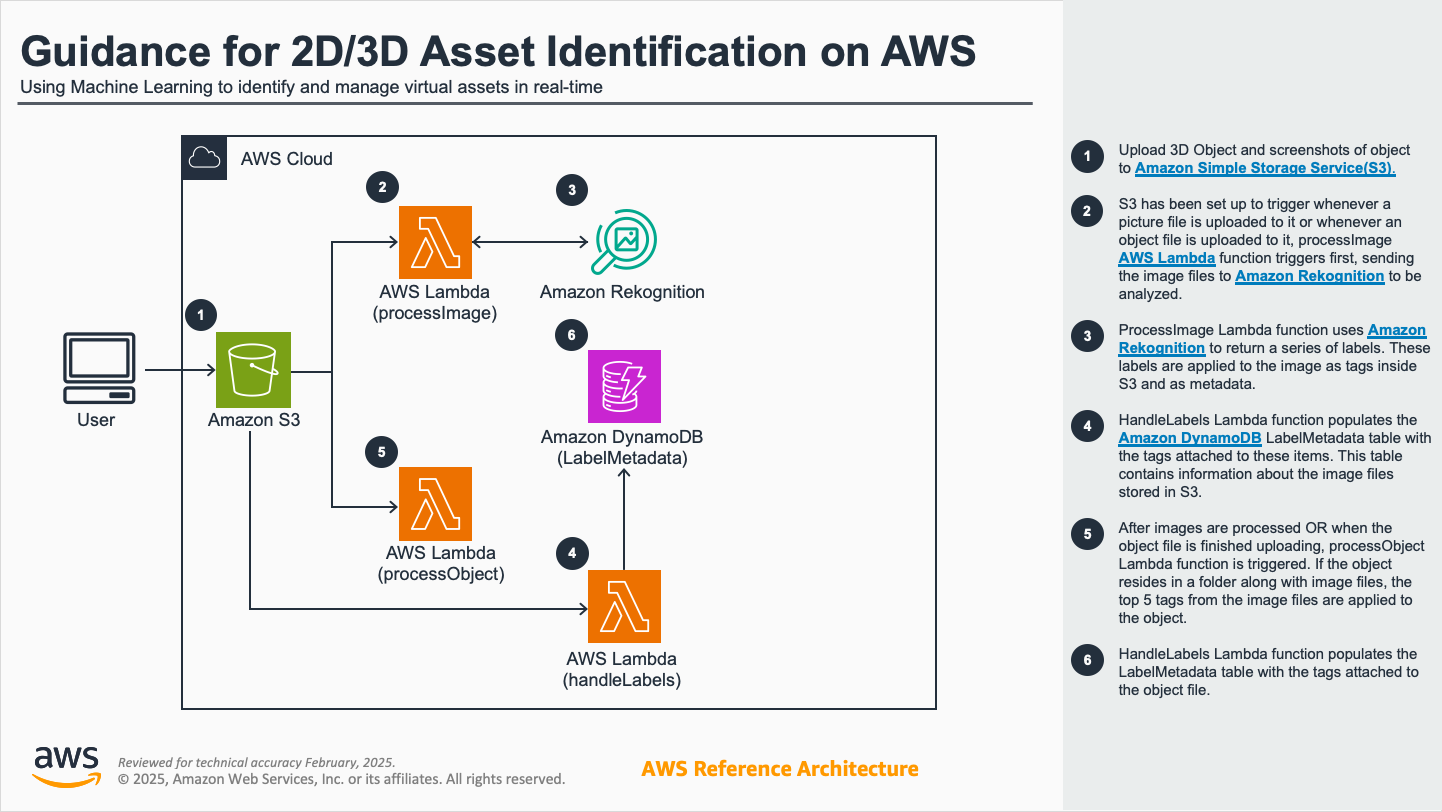 Guidance for 2D/3D Asset Identification on AWS
Using Machine Learning to identify and manage virtual assets in real-time
AWS Cloud
2
3
AWS Lambda
(processImage)
Amazon Rekognition
1
6
User
Amazon S3
Amazon DynamoDB
(LabelMetadata)
5
AWS Lambda
(processObject)
4
AWS Lambda
(handleLabels)
1
Upload 3D Object and screenshots of object
to Amazon Simple Storage Service(S3).
2
S3 has been set up to trigger whenever a
picture file is uploaded to it or whenever an
object file is uploaded to it, processImage
AWS Lambda function triggers first, sending
the image files to Amazon Rekognition to be
analyzed.
3
ProcessImage Lambda function uses Amazon
Rekognition to return a series of labels. These
labels are applied to the image as tags inside
S3 and as metadata.
4
HandleLabels Lambda function populates the
Amazon DynamoDB LabelMetadata table with
the tags attached to these items. This table
contains information about the image files
stored in S3.
5
After images are processed OR when the
object file is finished uploading, processObject
Lambda function is triggered. If the object
resides in a folder along with image files, the
top 5 tags from the image files are applied to
the object.
6
HandleLabels Lambda function populates the
LabelMetadata table with the tags attached to
the object file.
aws
Reviewed for technical accuracy February, 2025.
© 2025, Amazon Web Services, Inc. or its affiliates. All rights reserved.
AWS Reference Architecture